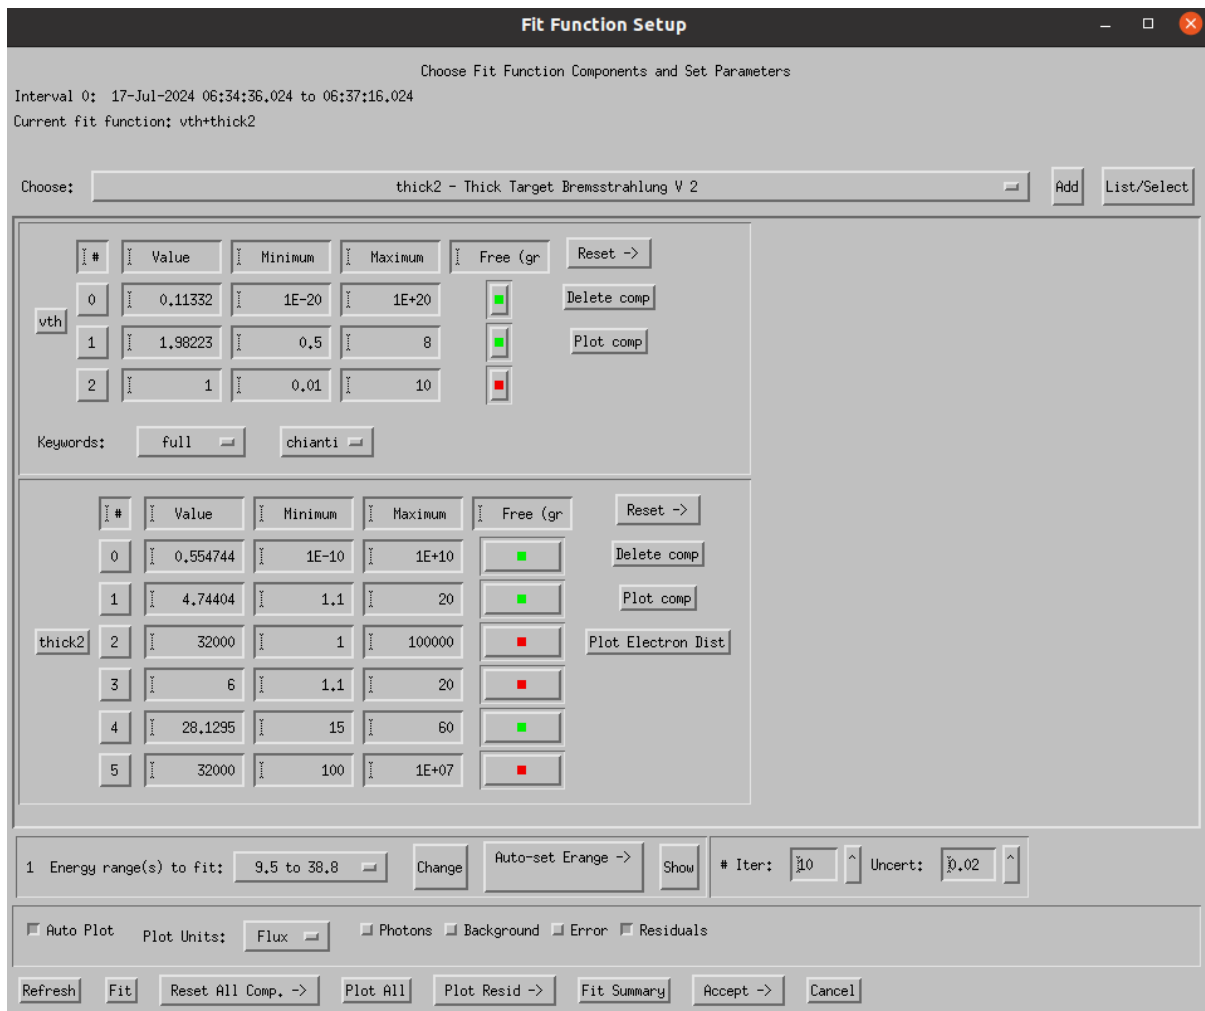 Fit Function Setup
Choose Fit Function Components and Set Parameters
Interval 0: 17-Jul-2024 06:34:36.024 to 06:37:16.024
Current fit function: vth+thick2
Choose: thick2 - Thick Target Bremsstrahlung V 2 Add List/Select
# Value Minimum Maximum Free (gr Reset ->
0 0.11332 1E-20 1E+20 Delete comp
vth
1 1.98223 0.5 8 Plot comp
2 1 0.01 10
Keywords: full chianti
# Value Minimum Maximum Free (gr Reset ->
0 0.554744 1E-10 1E+10 Delete comp
1 4.74404 1.1 20 Plot comp
thick2 2 32000 1 100000 Plot Electron Dist
3 6 1.1 20
4 28.1295 15 60
5 32000 100 1E+07
1 Energy range(s) to fit: 9.5 to 38.8 Change Auto-set Erange -> Show # Iter: 10 ^ Uncert: 0.02 ^
Auto Plot Plot Units: Flux Photons Background Error Residuals
Refresh Fit Reset All Comp. -> Plot All Plot Resid -> Fit Summary Accept -> Cancel